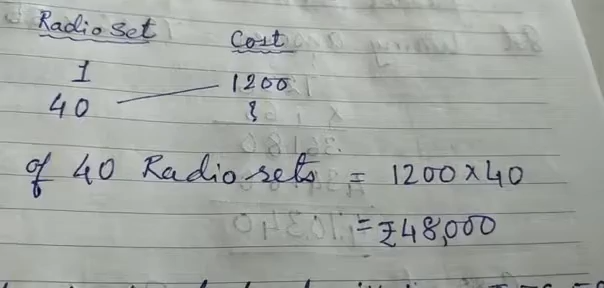 Radio set Cost
1 1200
40 ?
of 40 Radio sets = 1200 × 40
= ₹48,000